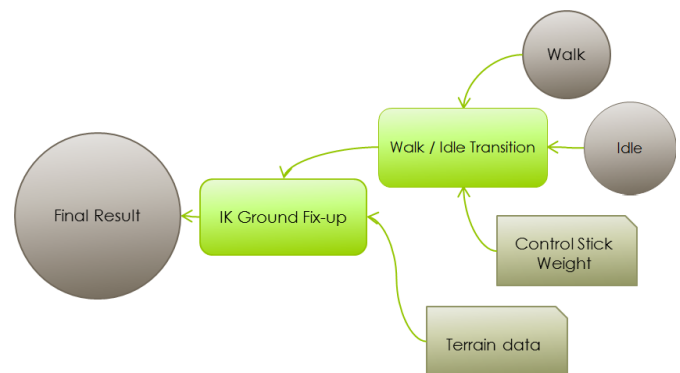 Walk
Walk / Idle Transition
Idle
Final Result
IK Ground Fix-up
Control Stick
Weight
Terrain data